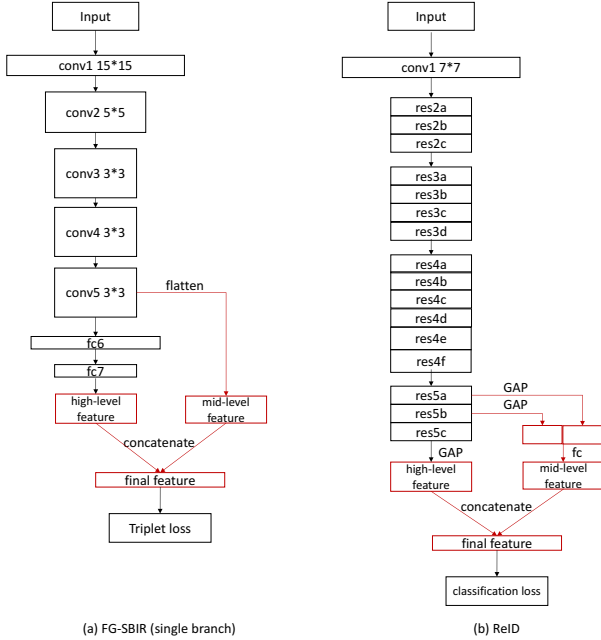 Input
conv1 15*15
conv2 5*5
conv3 3*3
conv4 3*3
conv5 3*3
flatten
fc6
fc7
high-level
feature
mid-level
feature
concatenate
final feature
Triplet loss
(a) FG-SBIR (single branch)
Input
conv1 7*7
res2a
res2b
res2c
res3a
res3b
res3c
res3d
res4a
res4b
res4c
res4d
res4e
res4f
res5a
res5b
res5c
GAP
GAP
GAP
fc
high-level
feature
mid-level
feature
concatenate
final feature
classification loss
(b) ReID